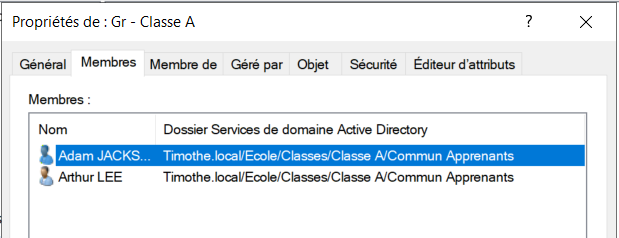 Propriétés de : Gr - Classe A
Général Membres Membre de Géré par Objet Sécurité Éditeur d'attributs
Membres :
Nom Dossier Services de domaine Active Directory
Adam JACKS... Timothe.local/Ecole/Classes/Classe A/Commun Apprenants
Arthur LEE Timothe.local/Ecole/Classes/Classe A/Commun Apprenants